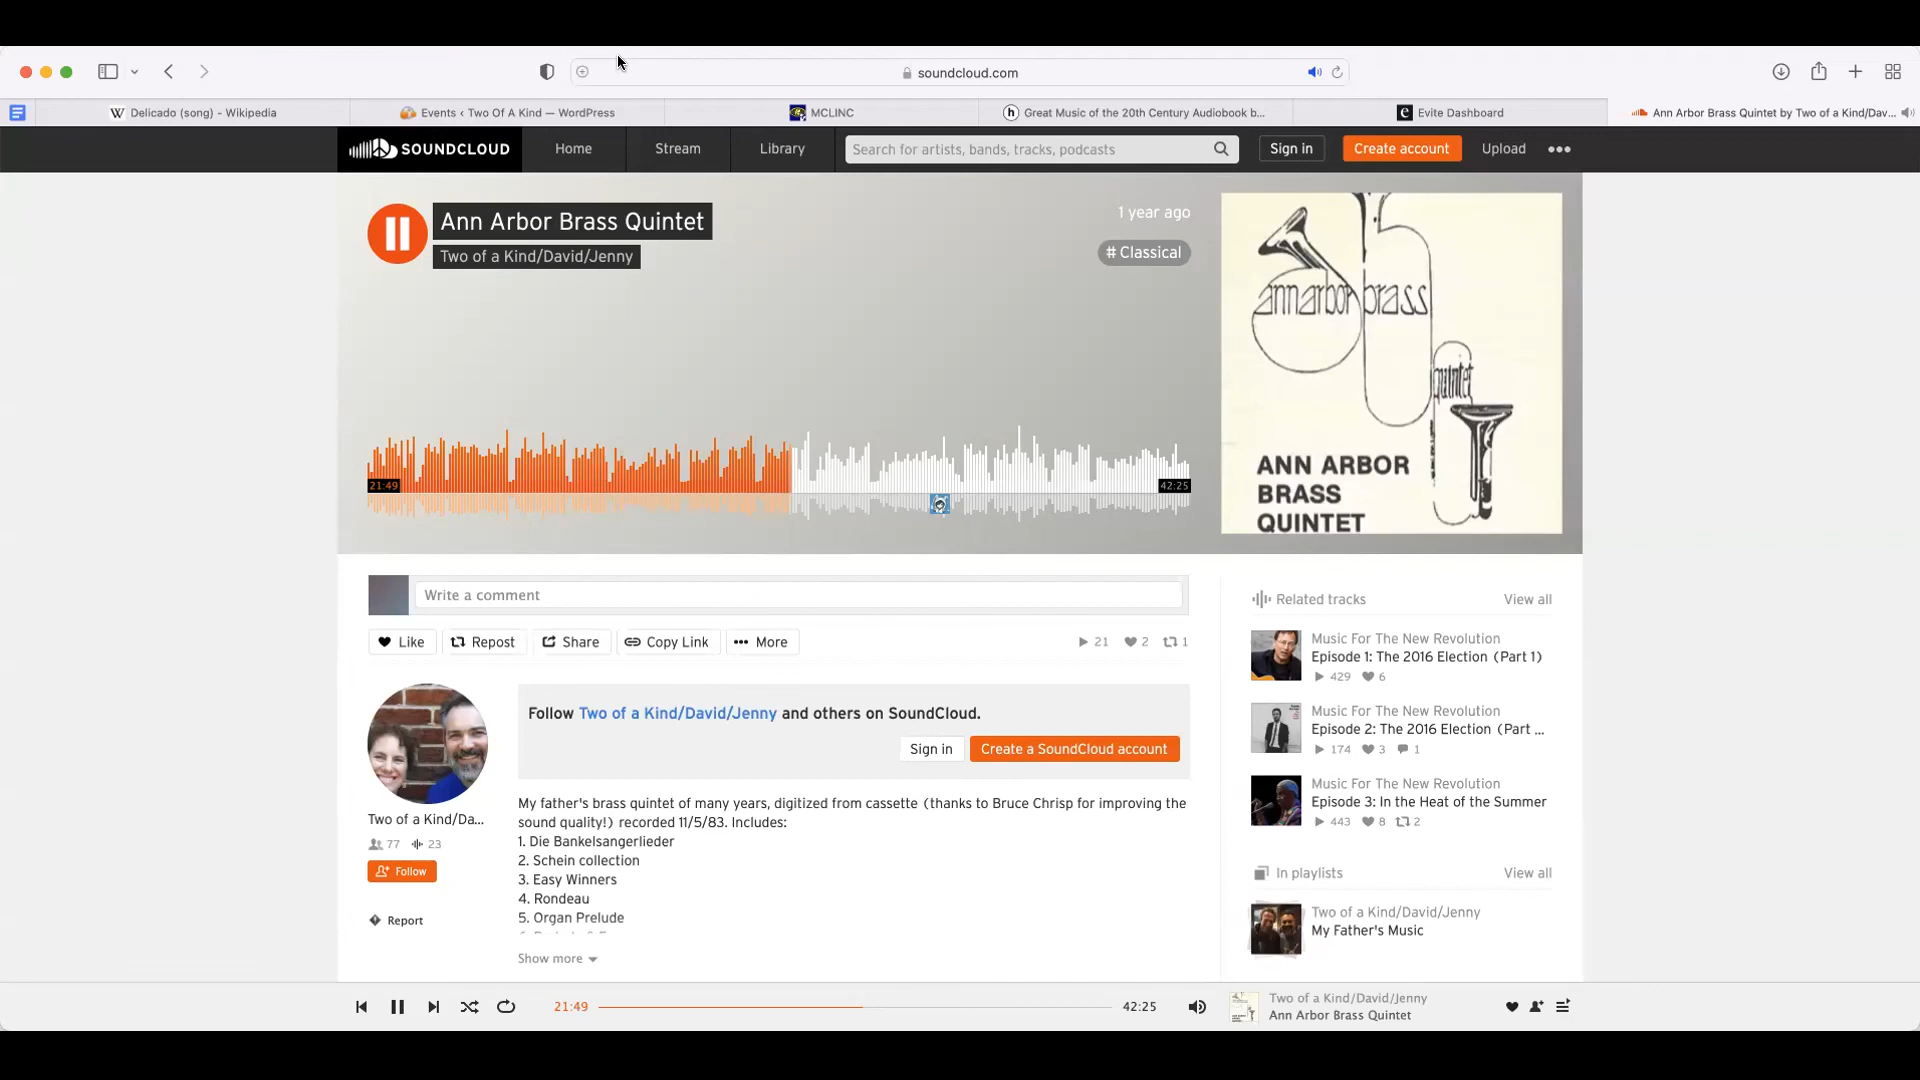 soundcloud.com
Delicado (song) - Wikipedia
Events ‹ Two Of A Kind — WordPress
MCLINC
Great Music of the 20th Century Audiobook b...
Evite Dashboard
Ann Arbor Brass Quintet by Two of a Kind/Dav...
SOUNDCLOUD
Home
Stream
Library
Search for artists, bands, tracks, podcasts
Sign in
Create account
Upload
Ann Arbor Brass Quintet
Two of a Kind/David/Jenny
1 year ago
# Classical
21:49
42:25
annarbor brass
quintet
ANN ARBOR
BRASS
QUINTET
Write a comment
Like
Repost
Share
Copy Link
More
21
2
1
Two of a Kind/Da...
77
23
Follow
Report
Follow Two of a Kind/David/Jenny and others on SoundCloud.
Sign in
Create a SoundCloud account
My father's brass quintet of many years, digitized from cassette (thanks to Bruce Chrisp for improving the
sound quality!) recorded 11/5/83. Includes:
1. Die Bankelsangerlieder
2. Schein collection
3. Easy Winners
4. Rondeau
5. Organ Prelude
Show more
Related tracks
View all
Music For The New Revolution
Episode 1: The 2016 Election (Part 1)
429
6
Music For The New Revolution
Episode 2: The 2016 Election (Part ...
174
3
1
Music For The New Revolution
Episode 3: In the Heat of the Summer
443
8
2
In playlists
View all
Two of a Kind/David/Jenny
My Father's Music
21:49
42:25
Two of a Kind/David/Jenny
Ann Arbor Brass Quintet